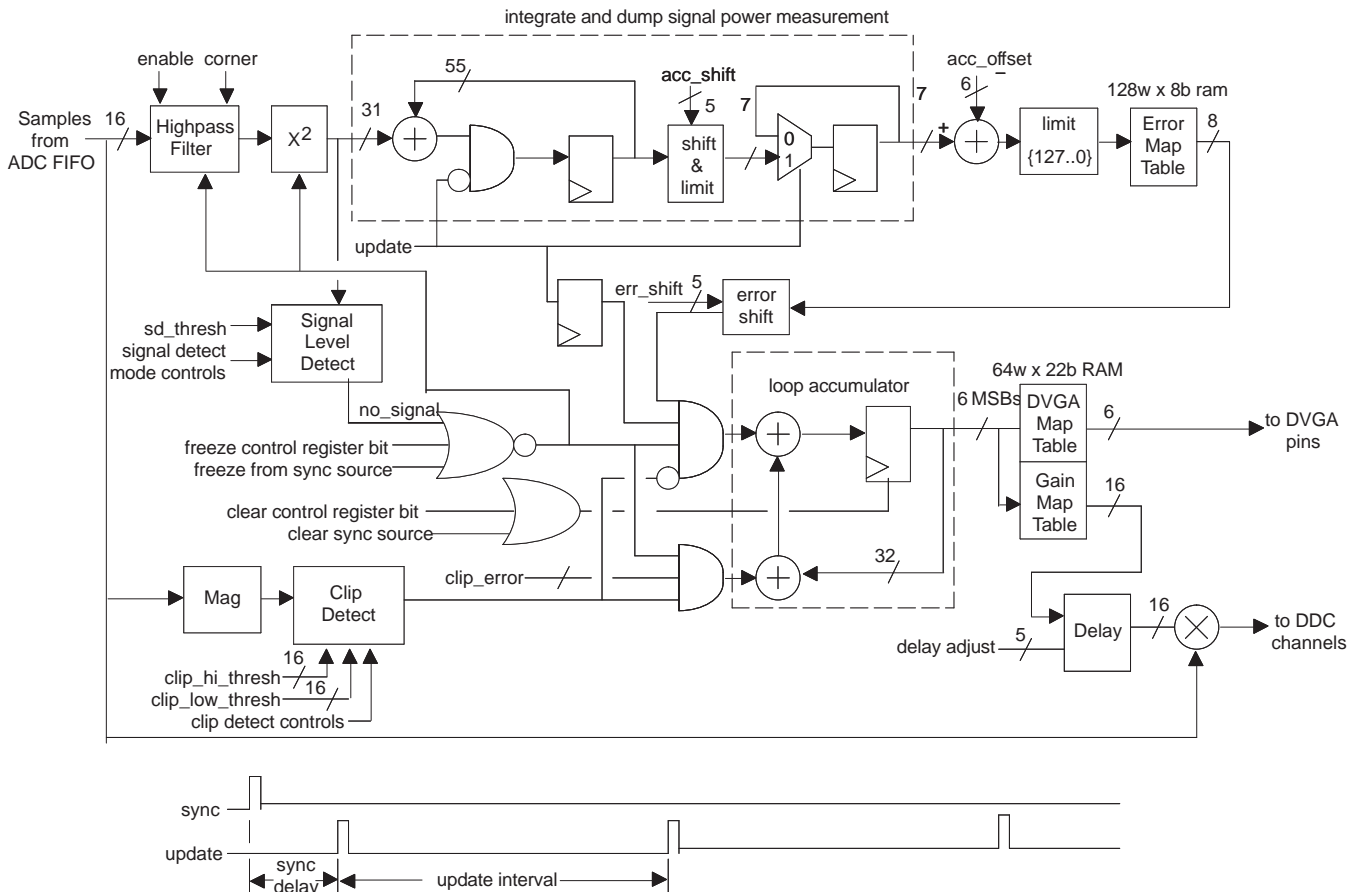 integrate and dump signal power measurement
enable corner
55
acc_shift
acc_offset
6
–
128w x 8b ram
Samples
from
ADC FIFO
16
Highpass
Filter
X2
31
+
5
shift
&
limit
7
7
0
1
+
+
limit
{127..0}
Error
Map
Table
8
update
err_shift
5
error
shift
sd_thresh
signal detect
mode controls
Signal
Level
Detect
no_signal
freeze control register bit
freeze from sync source
clear control register bit
clear sync source
loop accumulator
+
+
32
6 MSBs
64w x 22b RAM
DVGA
Map
Table
6
to DVGA
pins
Gain
Map
Table
16
clip_error
Mag
Clip
Detect
16
clip_hi_thresh
16
clip_low_thresh
clip detect controls
delay adjust
5
Delay
16
to DDC
channels
sync
update
sync
delay
update interval